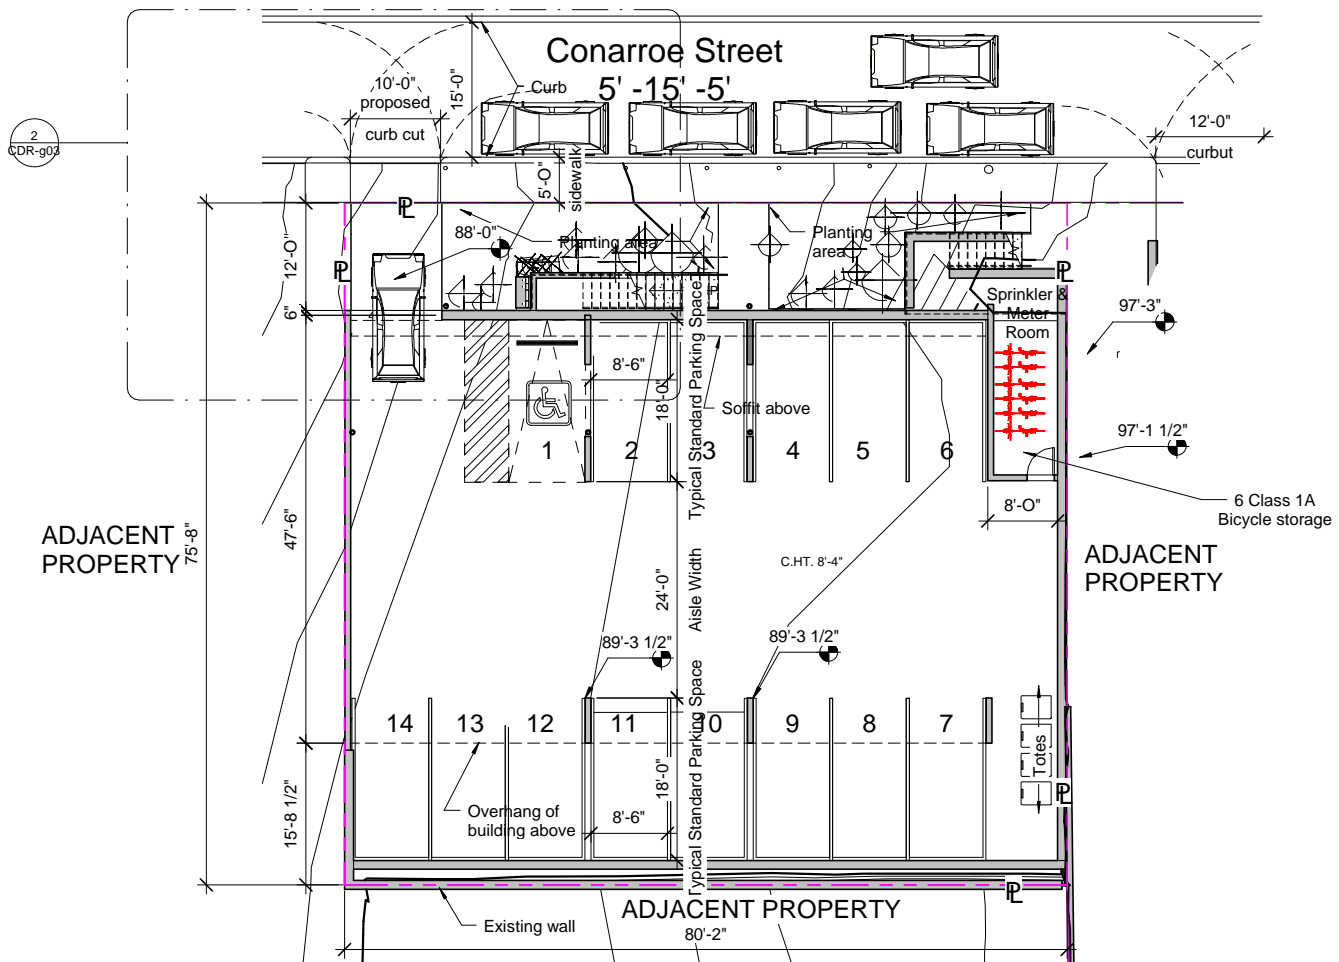 Conarroe Street
5' -15' -5'
10'-0"
proposed
curb cut
15'-0"
Curb
2
CDR-g03
12'-0"
curbut
5'-O"
sidewalk
PL
88'-0"
Planting area
Planting
area
12'-O"
6"
PL
PL
Sprinkler &
Meter
Room
97'-3"
r
8'-6"
18'-0"
Typical Standard Parking Space
Soffit above
97'-1 1/2"
1
2
3
4
5
6
8'-O"
6 Class 1A
Bicycle storage
ADJACENT
PROPERTY
75'-8"
47'-6"
ADJACENT
PROPERTY
C.HT. 8'-4"
24'-0"
Aisle Width
89'-3 1/2"
89'-3 1/2"
14
13
12
11
10
9
8
7
Totes
PL
15'-8 1/2"
Overhang of
building above
8'-6"
18'-0"
Typical Standard Parking Space
PL
Existing wall
ADJACENT PROPERTY
80'-2"